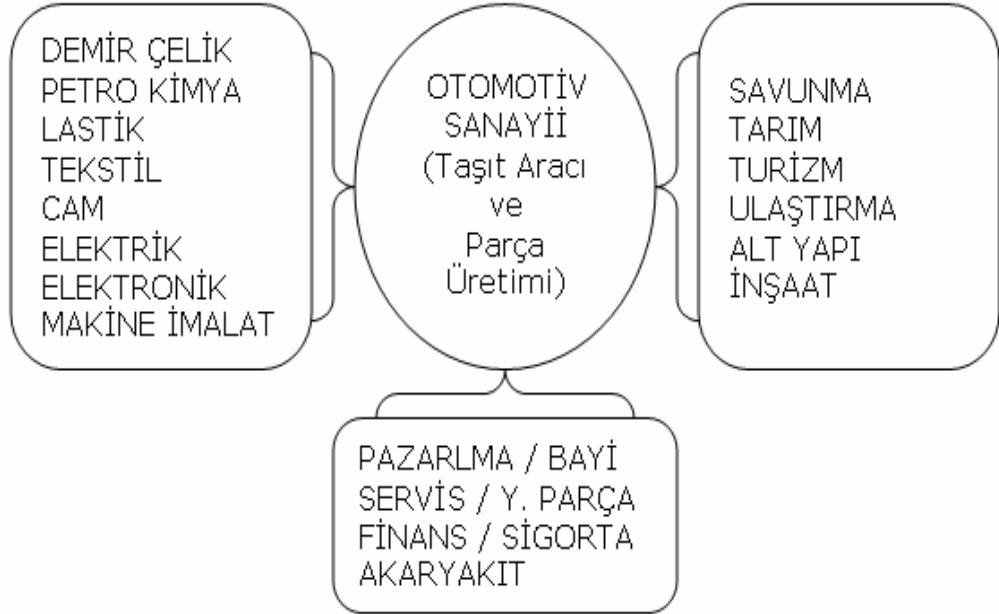 DEMİR ÇELİK
PETRO KİMYA
LASTİK
TEKSTİL
CAM
ELEKTRİK
ELEKTRONİK
MAKİNE İMALAT
OTOMOTİV
SANAYİİ
(Taşıt Aracı
ve
Parça
Üretimi)
SAVUNMA
TARIM
TURİZM
ULAŞTIRMA
ALT YAPI
İNŞAAT
PAZARLMA / BAYİ
SERVİS / Y. PARÇA
FİNANS / SİGORTA
AKARYAKIT